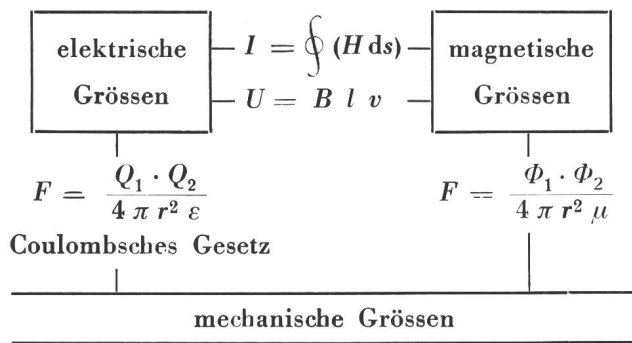 elektrische
Grössen
I = ∮ (H ds)
U = B l v
magnetische
Grössen
F = Q₁ · Q₂ / 4 π r² ε
Coulombsches Gesetz
F = Φ₁ · Φ₂ / 4 π r² μ
mechanische Grössen